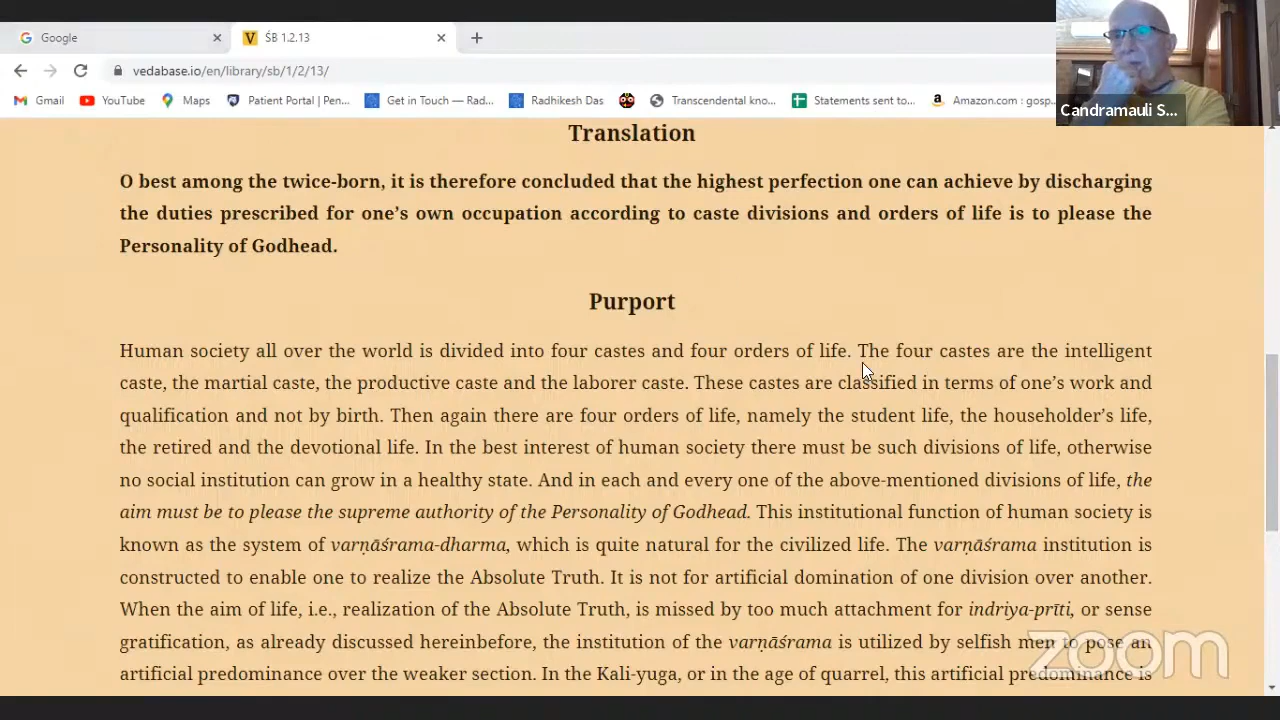 Google
ŚB 1.2.13
vedabase.io/en/library/sb/1/2/13/
Gmail YouTube Maps Patient Portal | Pen... Get in Touch — Rad... Radhikesh Das Transcendental kno... Statements sent to... Amazon.com : gosp...
Candramauli S...
Translation
O best among the twice-born, it is therefore concluded that the highest perfection one can achieve by discharging
the duties prescribed for one's own occupation according to caste divisions and orders of life is to please the
Personality of Godhead.
Purport
Human society all over the world is divided into four castes and four orders of life. The four castes are the intelligent
caste, the martial caste, the productive caste and the laborer caste. These castes are classified in terms of one's work and
qualification and not by birth. Then again there are four orders of life, namely the student life, the householder's life,
the retired and the devotional life. In the best interest of human society there must be such divisions of life, otherwise
no social institution can grow in a healthy state. And in each and every one of the above-mentioned divisions of life, the
aim must be to please the supreme authority of the Personality of Godhead. This institutional function of human society is
known as the system of varṇāśrama-dharma, which is quite natural for the civilized life. The varṇāśrama institution is
constructed to enable one to realize the Absolute Truth. It is not for artificial domination of one division over another.
When the aim of life, i.e., realization of the Absolute Truth, is missed by too much attachment for indriya-prīti, or sense
gratification, as already discussed hereinbefore, the institution of the varṇāśrama is utilized by selfish men to pose an
artificial predominance over the weaker section. In the Kali-yuga, or in the age of quarrel, this artificial predominance is
zoom